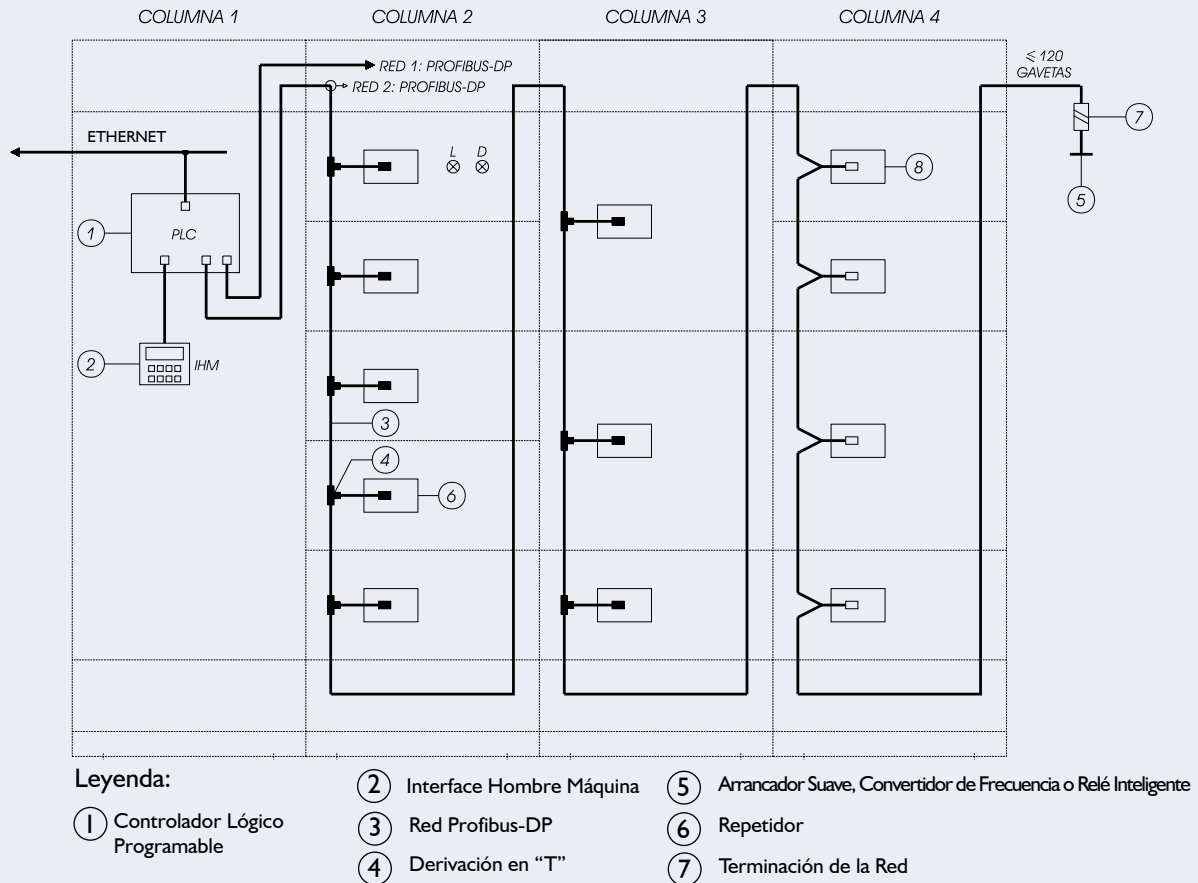 COLUMNA 1 COLUMNA 2 COLUMNA 3 COLUMNA 4
RED 1: PROFIBUS-DP
RED 2: PROFIBUS-DP
≤ 120
GAVETAS
ETHERNET
7
L D
8
5
1
PLC
2
IHM
3
4
6
Leyenda:
1 Controlador Lógico
Programable
2 Interface Hombre Máquina
3 Red Profibus-DP
4 Derivación en “T”
5 Arrancador Suave, Convertidor de Frecuencia o Relé Inteligente
6 Repetidor
7 Terminación de la Red